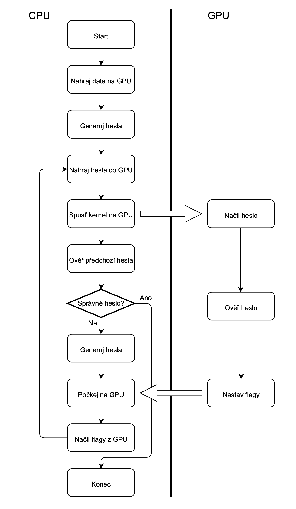 CPU
GPU
Start
Nahraj data na GPU
Generuj hesla
Nahraj hesla do GPU
Spusť kernel na GPU
Načti heslo
Ověř předchozí hesla
Správné heslo?
Ano
Ne
Ověř heslo
Generuj hesla
Počkej na GPU
Nastav flagy
Načti flagy z GPU
Konec